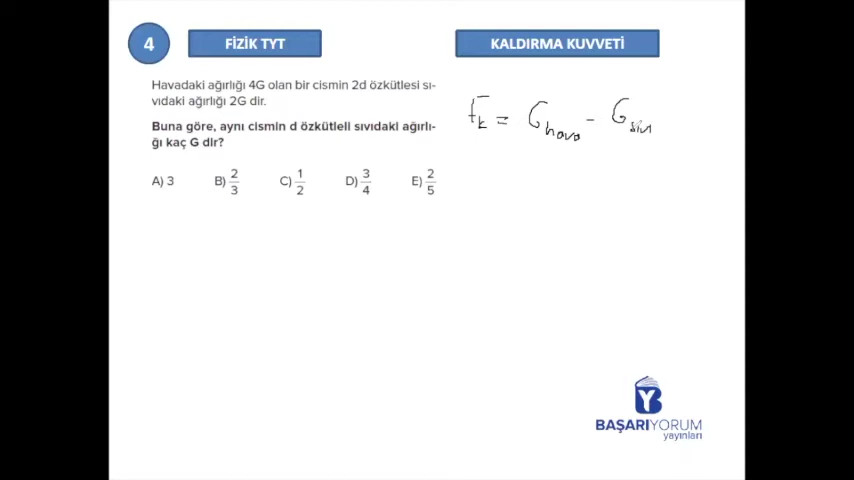 4
FİZİK TYT
KALDIRMA KUVVETİ
Havadaki ağırlığı 4G olan bir cismin 2d özkütlesi sı-
vıdaki ağırlığı 2G dir.
Buna göre, aynı cismin d özkütleli sıvıdaki ağırlı-
ğı kaç G dir?
A) 3 B) 2/3 C) 1/2 D) 3/4 E) 2/5
Fk = Ghava - Gsıvı
BAŞARIYORUM
yayınları